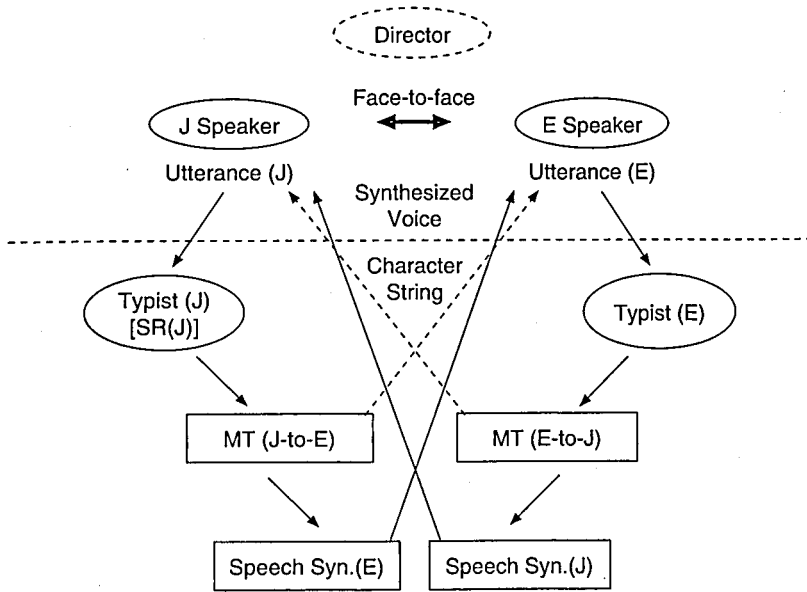 Director
Face-to-face
J Speaker
E Speaker
Utterance (J)
Utterance (E)
Synthesized
Voice
Character
String
Typist (J)
[SR(J)]
Typist (E)
MT (J-to-E)
MT (E-to-J)
Speech Syn.(E)
Speech Syn.(J)